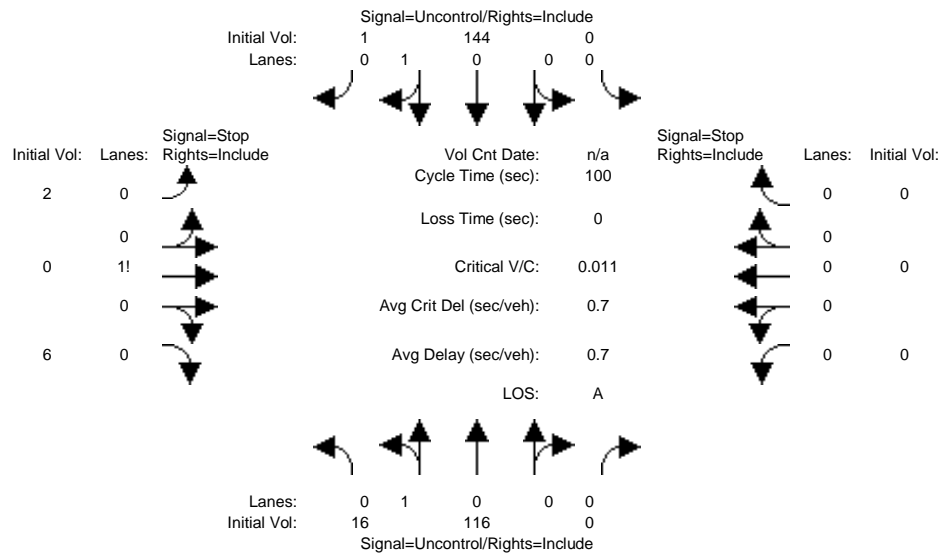 Signal=Uncontrol/Rights=Include
Initial Vol: 1 144 0
Lanes: 0 1 0 0 0
Signal=Stop Signal=Stop
Initial Vol: Lanes: Rights=Include Vol Cnt Date: n/a Rights=Include Lanes: Initial Vol:
Cycle Time (sec): 100
2 0 0 0
Loss Time (sec): 0
0 0
0 1! Critical V/C: 0.011 0 0
0 Avg Crit Del (sec/veh): 0.7 0
6 0 Avg Delay (sec/veh): 0.7 0 0
LOS: A
Lanes: 0 1 0 0 0
Initial Vol: 16 116 0
Signal=Uncontrol/Rights=Include